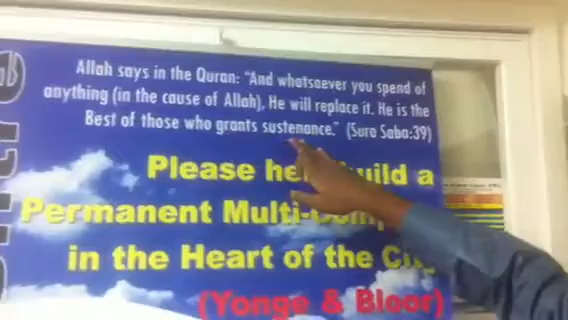 Allah says in the Quran: "And whatsoever you spend of
anything (in the cause of Allah), He will replace it. He is the
Best of those who grants sustenance." (Sura Saba:39)
Please build a
Permanent
in the Heart of the City
(Yonge & Bloor)